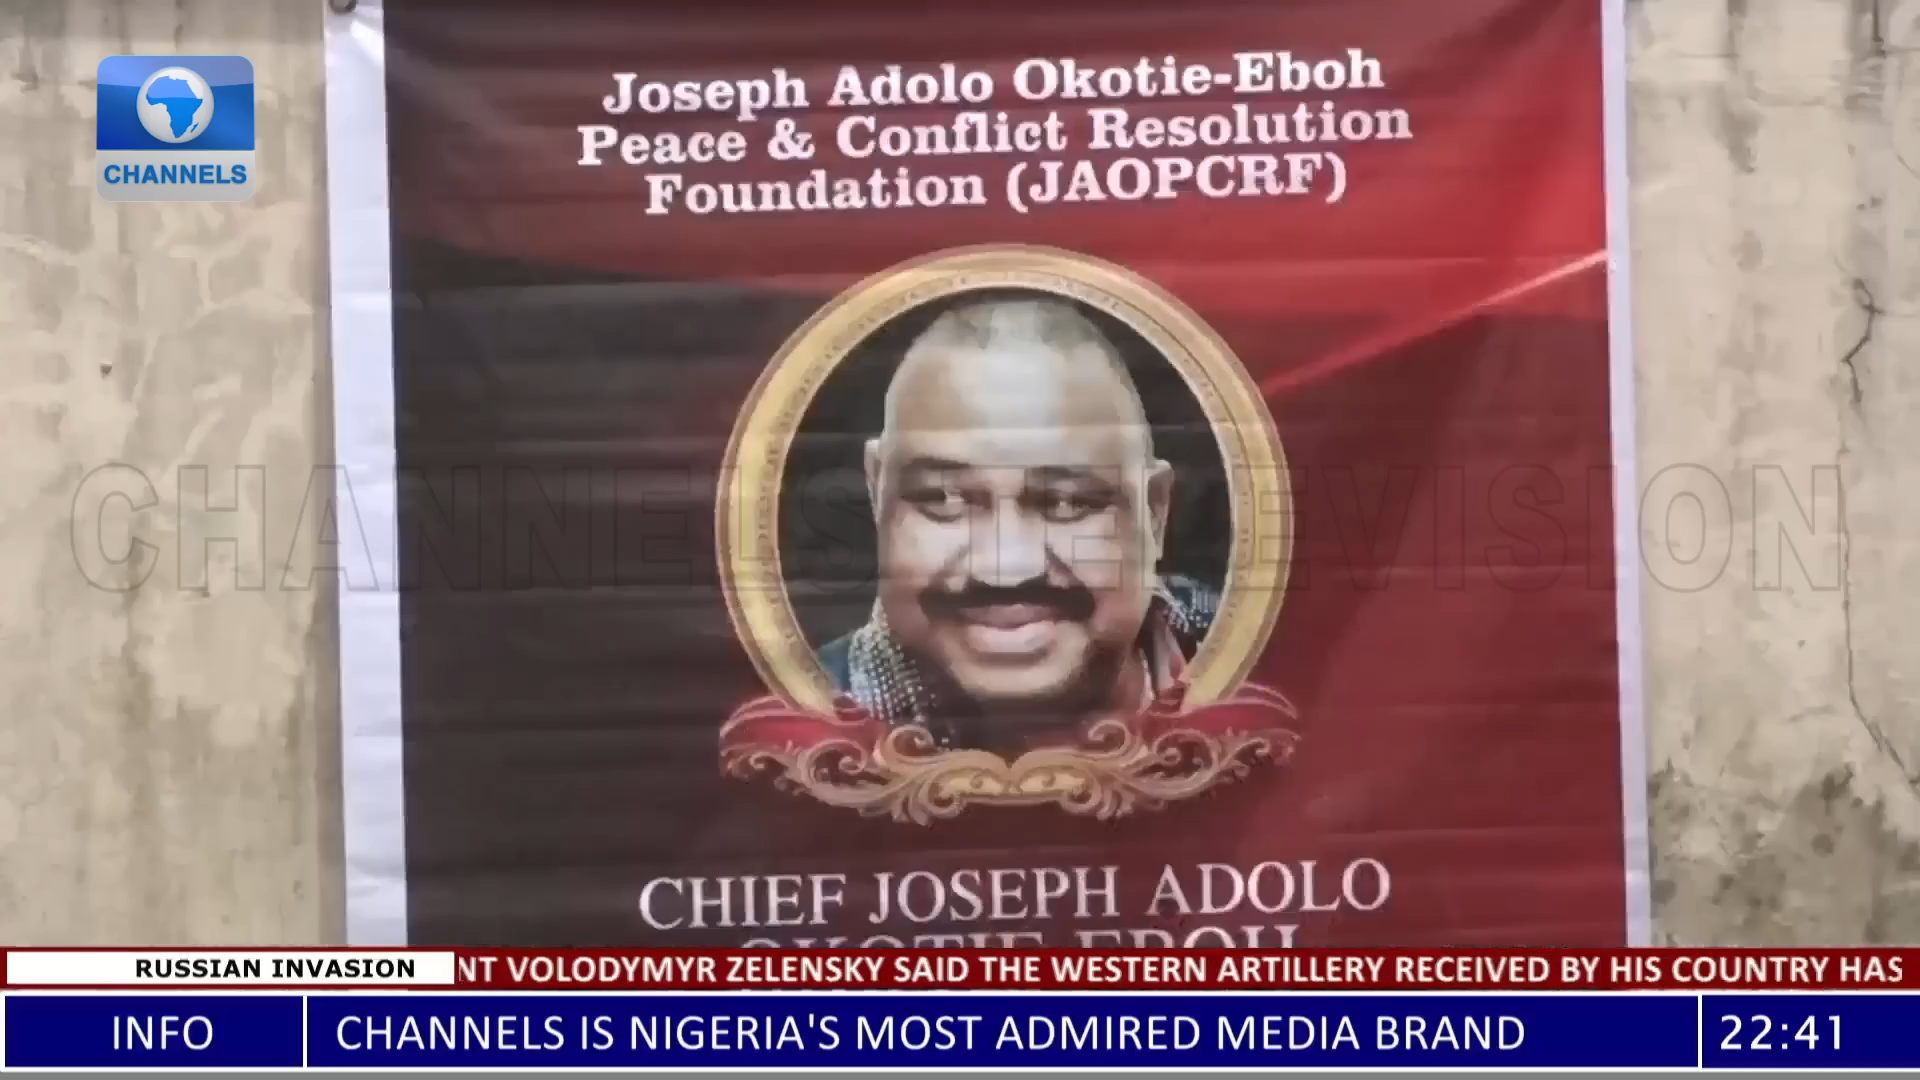 Joseph Adolo Okotie-Eboh
Peace & Conflict Resolution
Foundation (JAOPCRF)
CHANNELS
CHANNELS TELEVISION
CHIEF JOSEPH ADOLO
OKOTIE EBOH
RUSSIAN INVASION
NT VOLODYMYR ZELENSKY SAID THE WESTERN ARTILLERY RECEIVED BY HIS COUNTRY HAS
INFO
CHANNELS IS NIGERIA'S MOST ADMIRED MEDIA BRAND
22:41